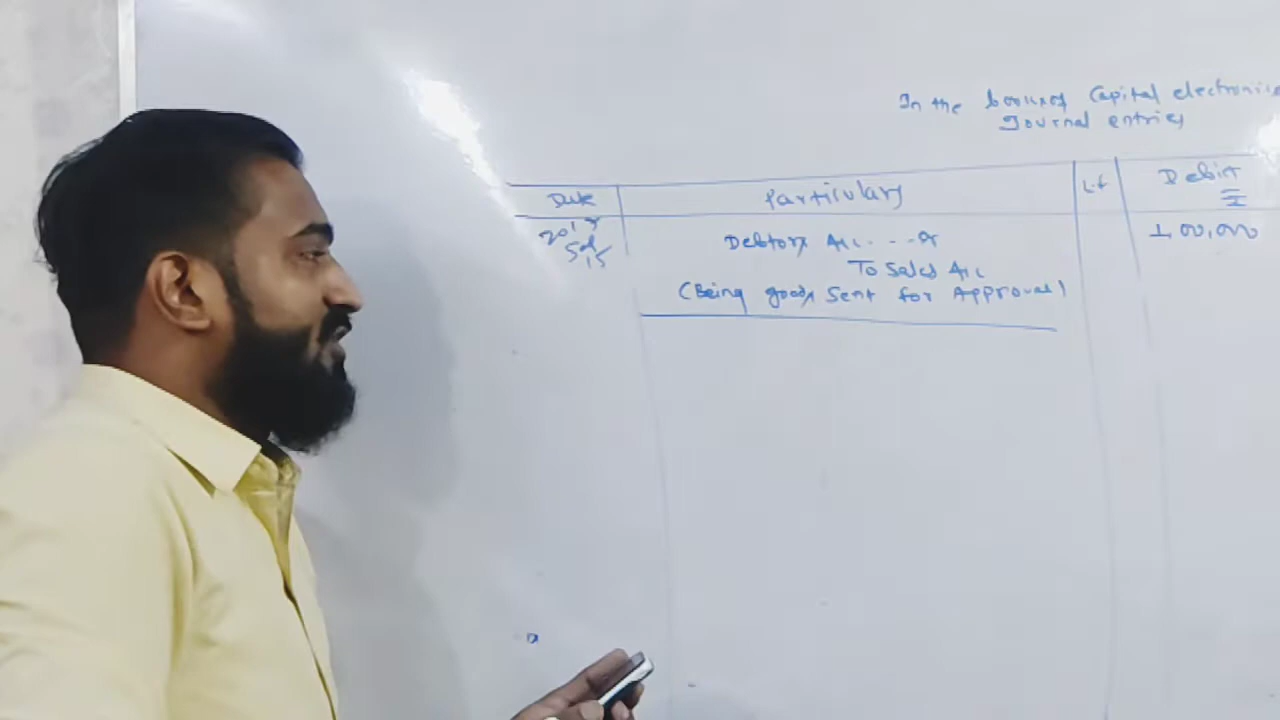 In the books of Capital electronics
Journal entries
Date Particulars L.f Debit
Debtors A/c. ... Dr 1,00,000
To Sales A/c
Sep
15
(Being goods Sent for Approval)